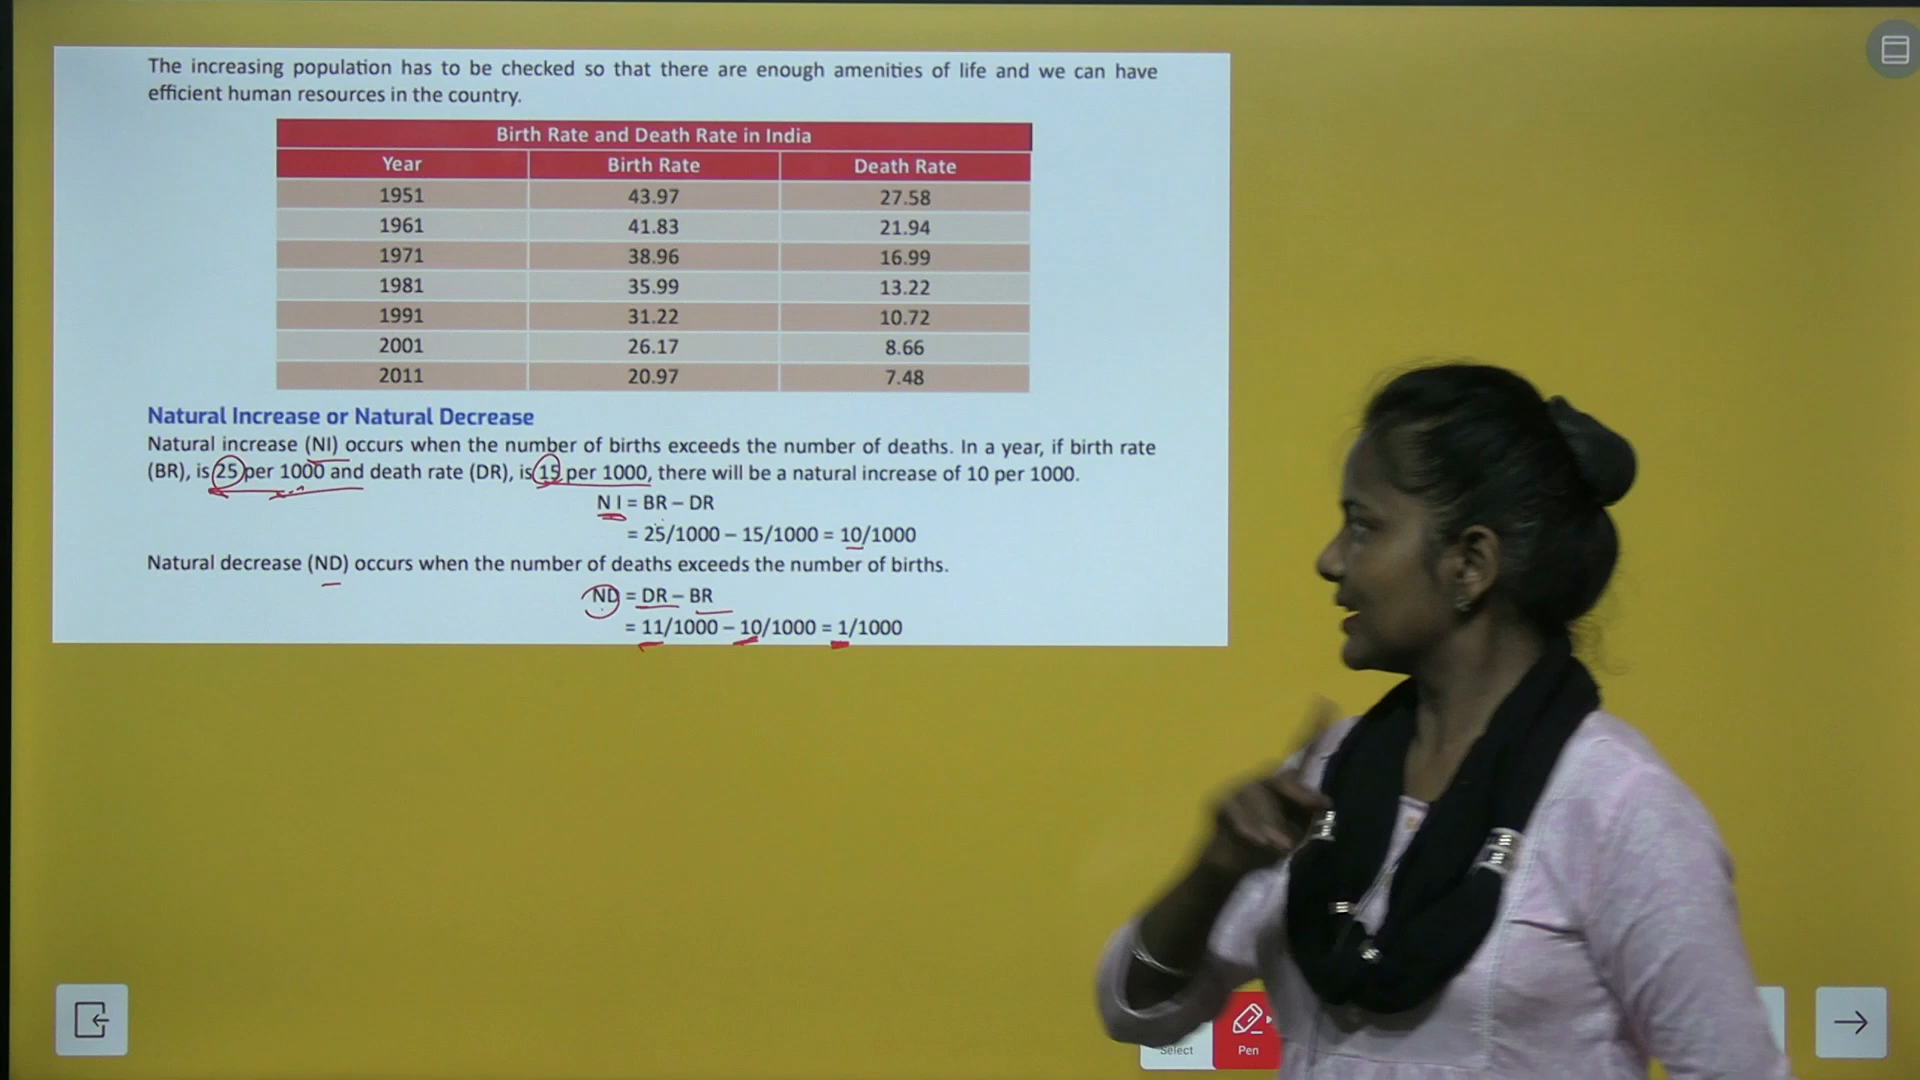 The increasing population has to be checked so that there are enough amenities of life and we can have
efficient human resources in the country.
Birth Rate and Death Rate in India
Year Birth Rate Death Rate
1951 43.97 27.58
1961 41.83 21.94
1971 38.96 16.99
1981 35.99 13.22
1991 31.22 10.72
2001 26.17 8.66
2011 20.97 7.48
Natural Increase or Natural Decrease
Natural increase (NI) occurs when the number of births exceeds the number of deaths. In a year, if birth rate
(BR), is 25 per 1000 and death rate (DR), is 15 per 1000, there will be a natural increase of 10 per 1000.
N I = BR – DR
= 25/1000 – 15/1000 = 10/1000
Natural decrease (ND) occurs when the number of deaths exceeds the number of births.
ND = DR – BR
= 11/1000 – 10/1000 = 1/1000
Select Pen